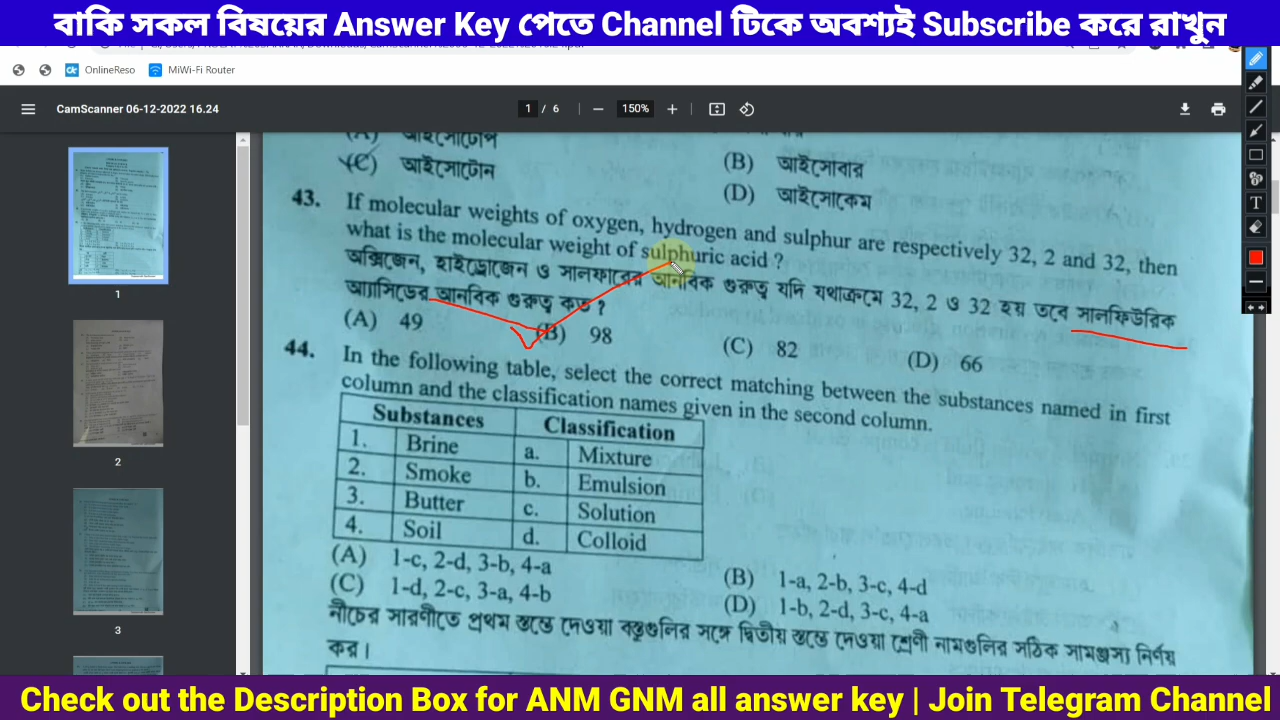 বাকি সকল বিষয়ের Answer Key পেতে Channel টিকে অবশ্যই Subscribe করে রাখুন
OnlineReso
MiWi-Fi Router
CamScanner 06-12-2022 16.24
1 / 6
150%
(A) আইসোটোপ
(C) আইসোটোন
(B) আইসোবার
(D) আইসোকেম
43. If molecular weights of oxygen, hydrogen and sulphur are respectively 32, 2 and 32, then
what is the molecular weight of sulphuric acid ?
অক্সিজেন, হাইড্রোজেন ও সালফারের আনবিক গুরুত্ব যদি যথাক্রমে 32, 2 ও 32 হয় তবে সালফিউরিক
অ্যাসিডের আনবিক গুরুত্ব কত ?
(A) 49 (B) 98 (C) 82 (D) 66
44. In the following table, select the correct matching between the substances named in first
column and the classification names given in the second column.
Substances Classification
1. Brine a. Mixture
2. Smoke b. Emulsion
3. Butter c. Solution
4. Soil d. Colloid
(A) 1-c, 2-d, 3-b, 4-a
(B) 1-a, 2-b, 3-c, 4-d
(C) 1-d, 2-c, 3-a, 4-b
(D) 1-b, 2-d, 3-c, 4-a
নীচের সারণীতে প্রথম স্তম্ভে দেওয়া বস্তুগুলির সঙ্গে দ্বিতীয় স্তম্ভে দেওয়া শ্রেণী নামগুলির সঠিক সামঞ্জস্য নির্ণয়
কর।
1
2
3
Check out the Description Box for ANM GNM all answer key | Join Telegram Channel